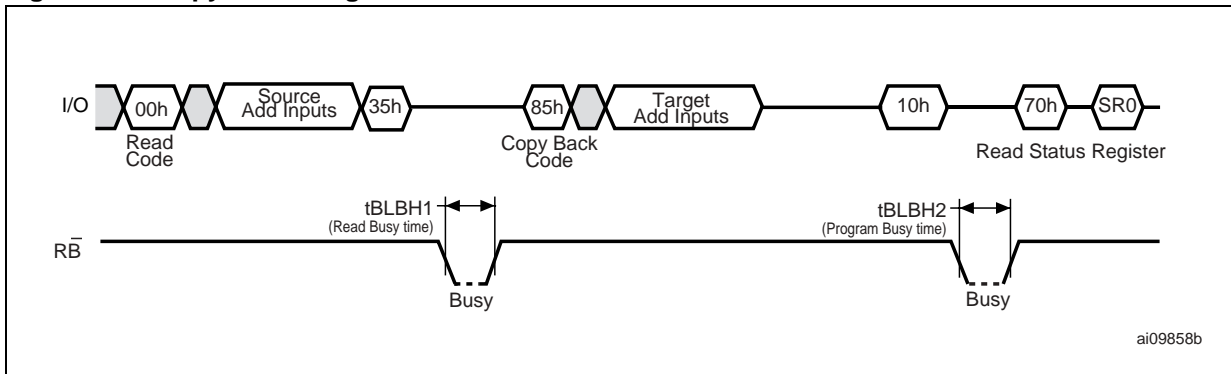 I/O
00h
Source
Add Inputs
35h
85h
Target
Add Inputs
10h
70h
SR0
Read
Code
Copy Back
Code
Read Status Register
tBLBH1
(Read Busy time)
tBLBH2
(Program Busy time)
RB̅
Busy
Busy
ai09858b